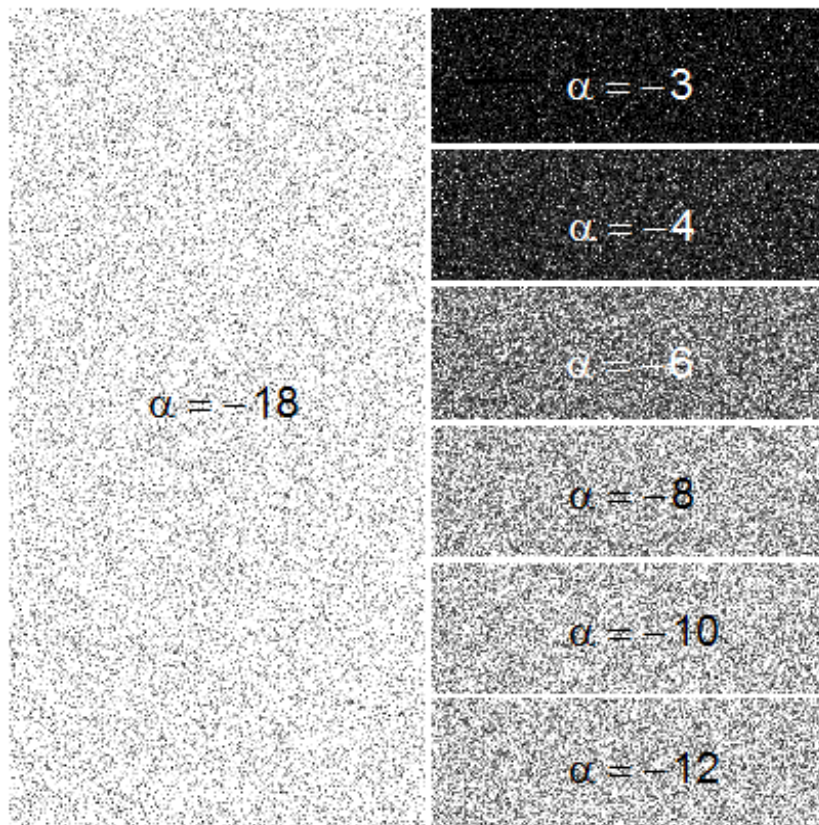 α = −18
α = −3
α = −4
α = −6
α = −8
α = −10
α = −12